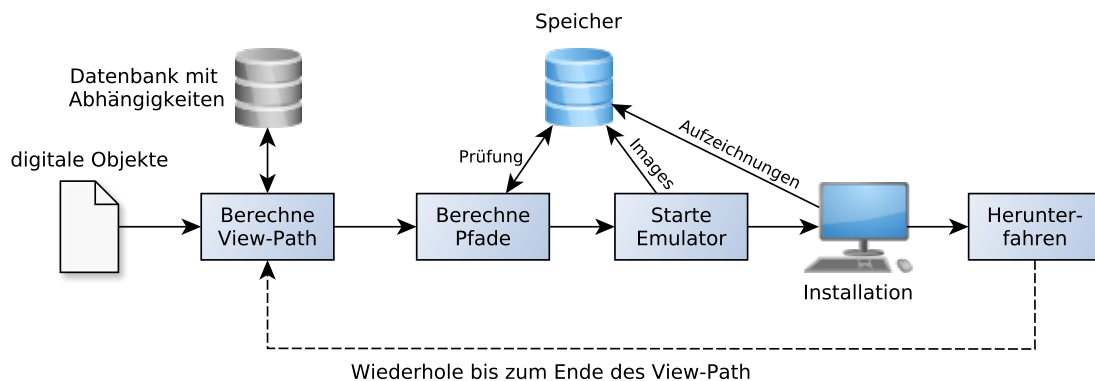 Speicher
Datenbank mit
Abhängigkeiten
digitale Objekte
Prüfung
Images
Aufzeichnungen
Berechne
View-Path
Berechne
Pfade
Starte
Emulator
Installation
Herunter-
fahren
Wiederhole bis zum Ende des View-Path